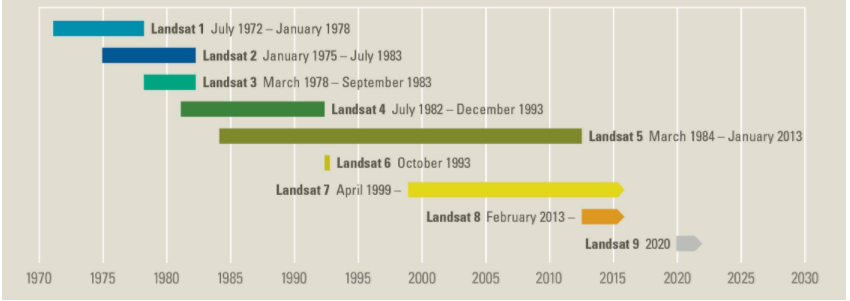 Landsat 1 July 1972 – January 1978
Landsat 2 January 1975 – July 1983
Landsat 3 March 1978 – September 1983
Landsat 4 July 1982 – December 1993
Landsat 5 March 1984 – January 2013
Landsat 6 October 1993
Landsat 7 April 1999 –
Landsat 8 February 2013 –
Landsat 9 2020
1970 1975 1980 1985 1990 1995 2000 2005 2010 2015 2020 2025 2030